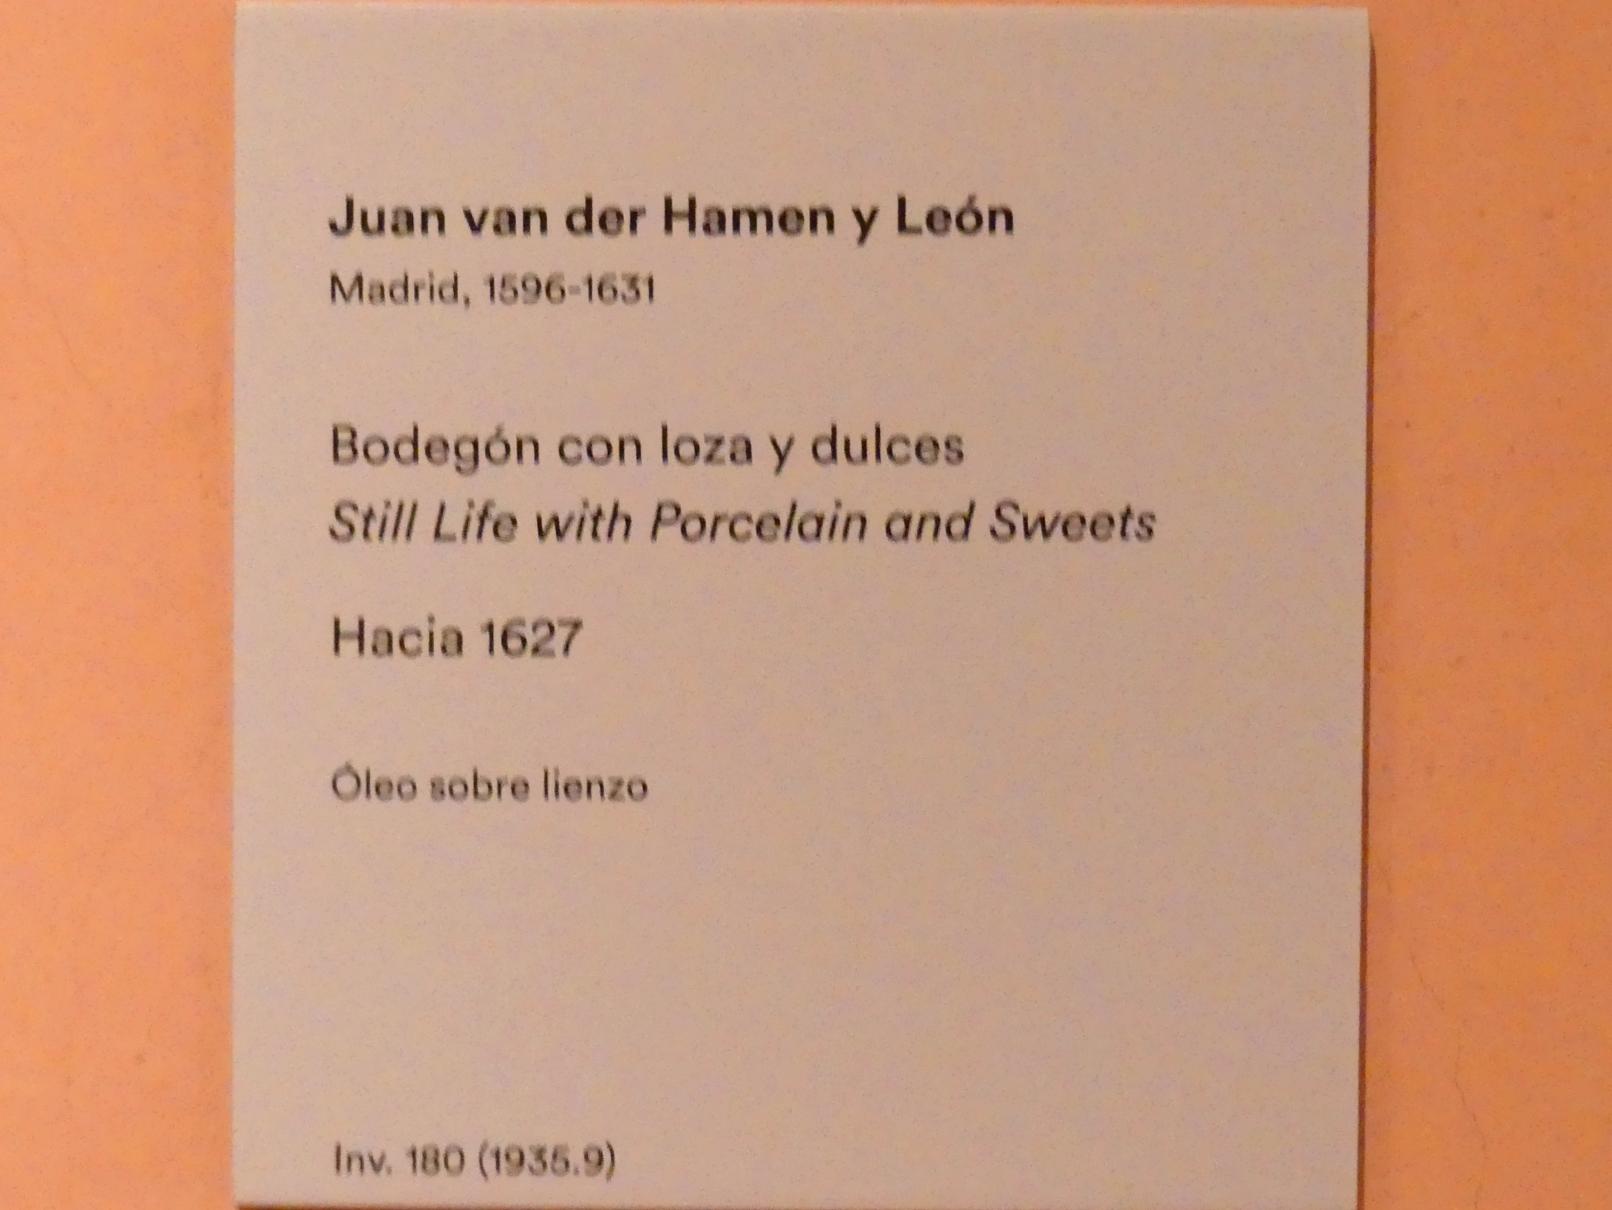 Juan van der Hamen y León
Madrid, 1596-1631
Bodegón con loza y dulces
Still Life with Porcelain and Sweets
Hacia 1627
Óleo sobre lienzo
Inv. 180 (1935.9)